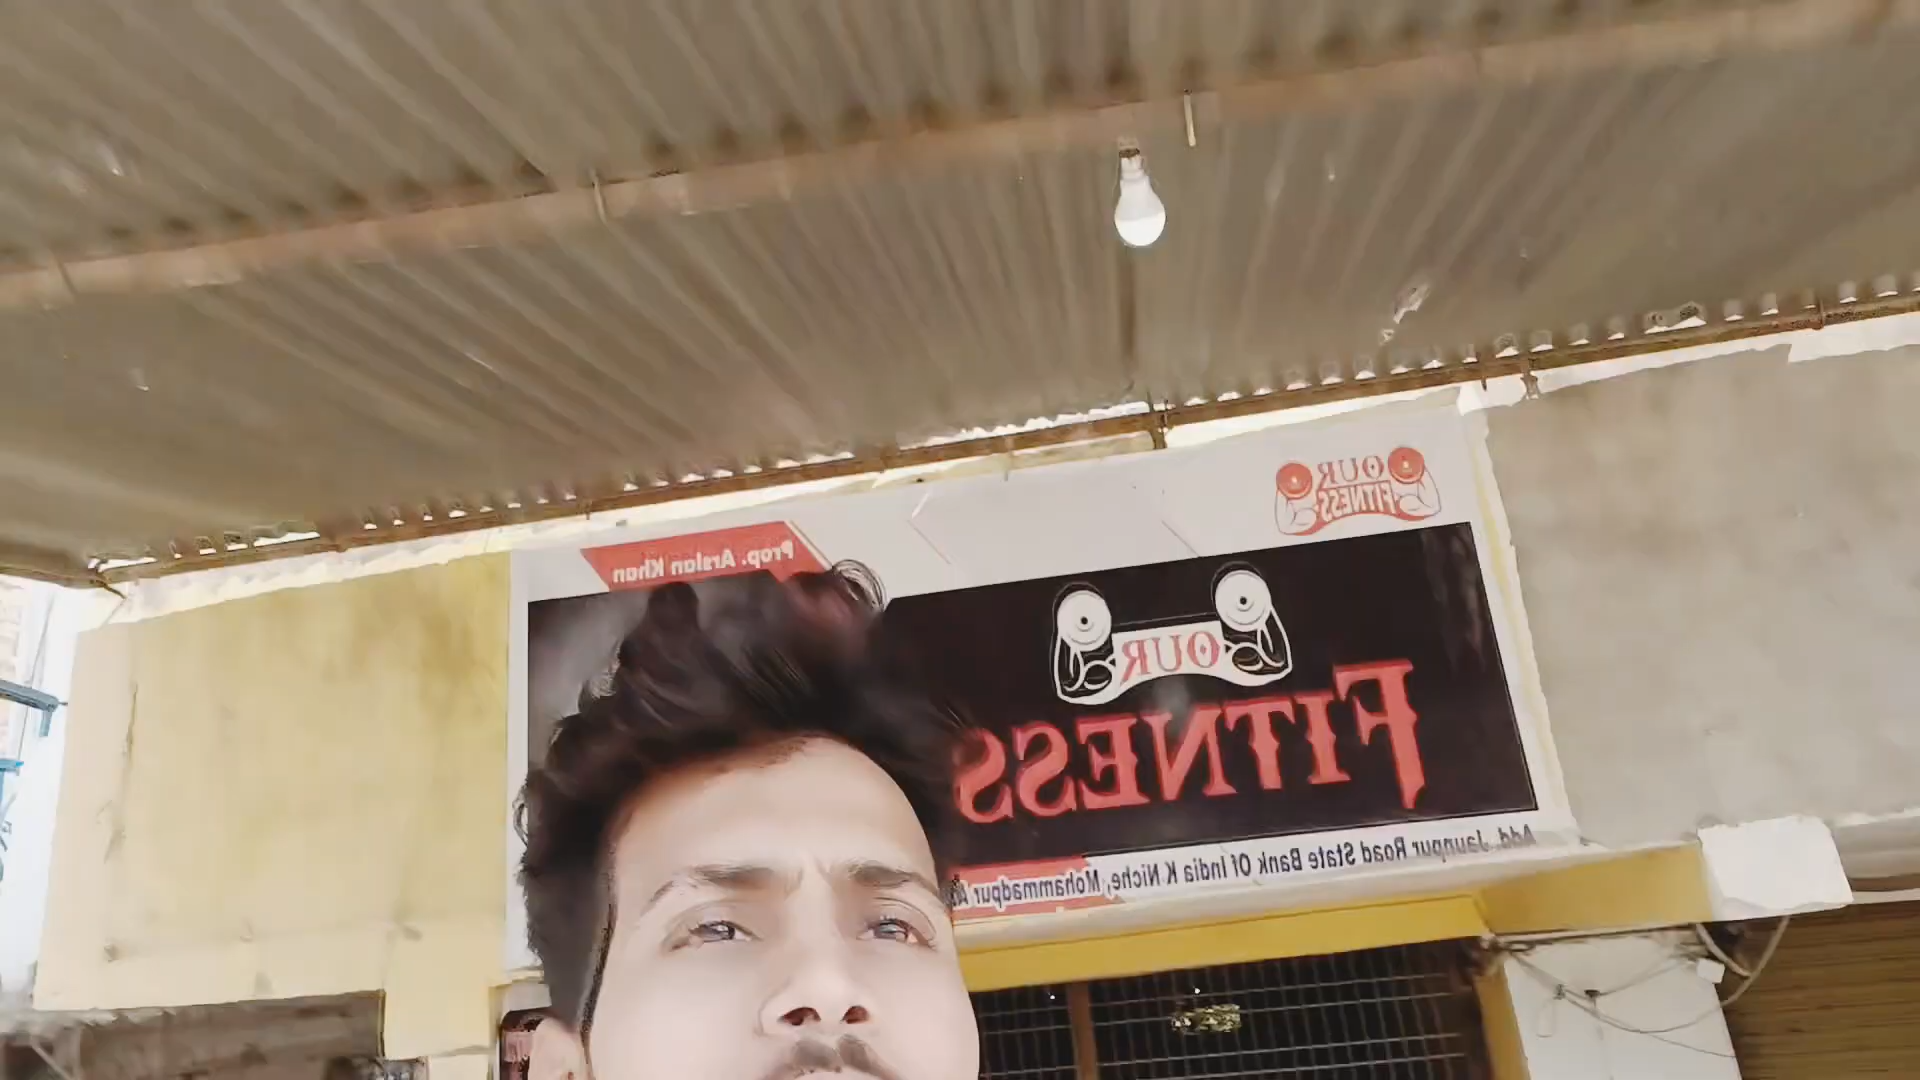 OUR
FITNESS
Prop. Arslan Khan
OUR
FITNESS
Add. Jaunpur Road State Bank Of India K Niche, Mohammadpur